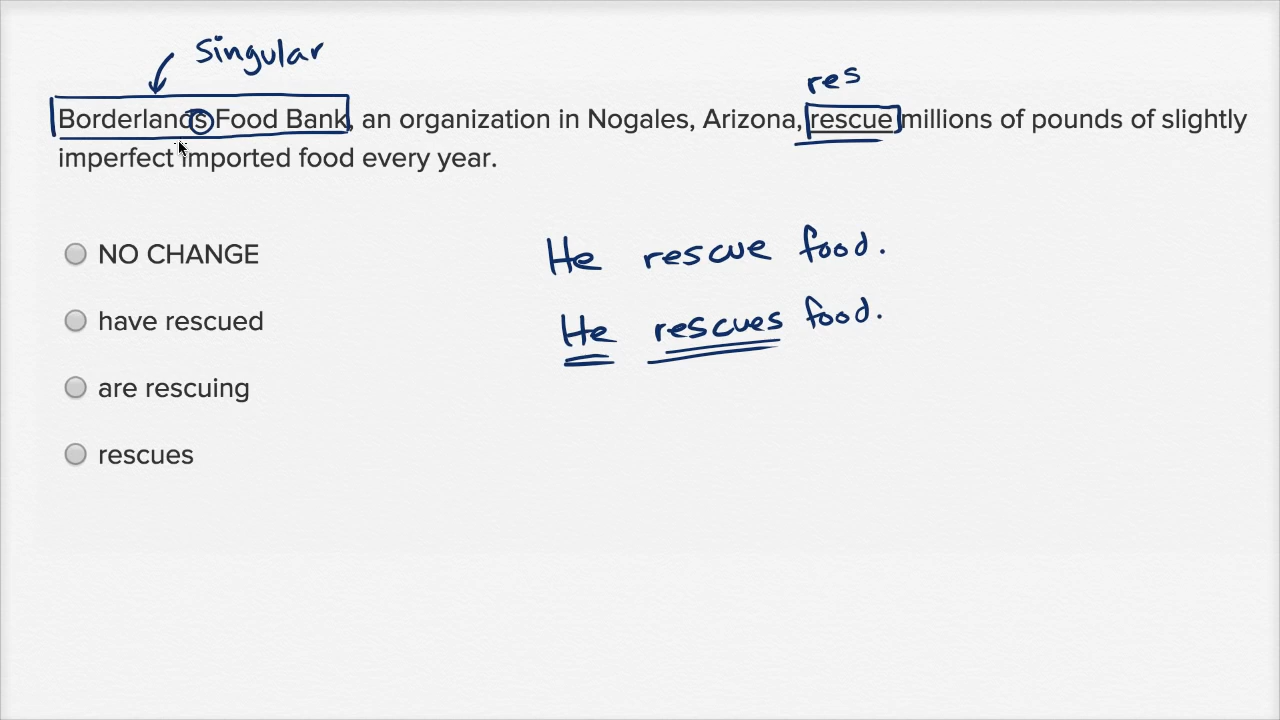 singular
res
Borderlands Food Bank, an organization in Nogales, Arizona, rescue millions of pounds of slightly
imperfect imported food every year.
NO CHANGE
have rescued
are rescuing
rescues
He rescue food.
He rescues food.